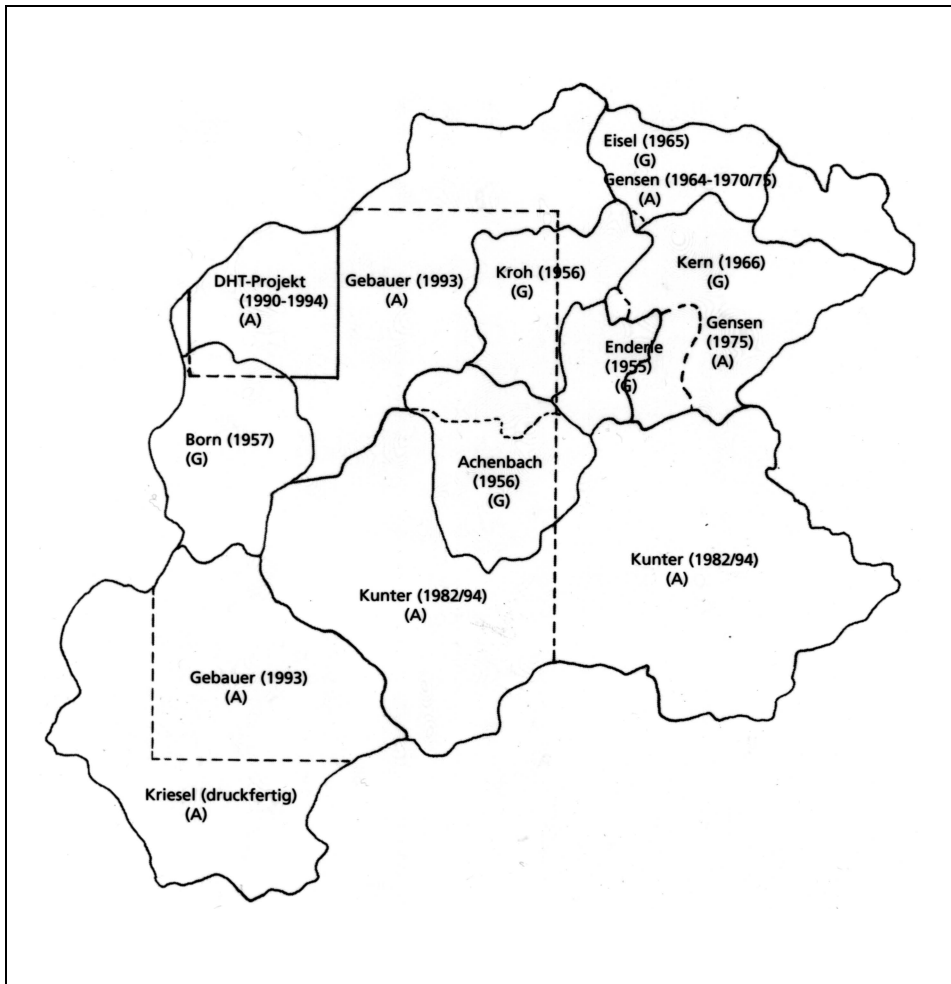 Eisel (1965)
(G)
Gensen (1964-1970/75)
(A)
DHT-Projekt
(1990-1994)
(A)
Gebauer (1993)
(A)
Kroh (1956)
(G)
Kern (1966)
(G)
Gensen
(1975)
(A)
Enderle
(1955)
(G)
Born (1957)
(G)
Achenbach
(1956)
(G)
Kunter (1982/94)
(A)
Kunter (1982/94)
(A)
Gebauer (1993)
(A)
Kriesel (druckfertig)
(A)